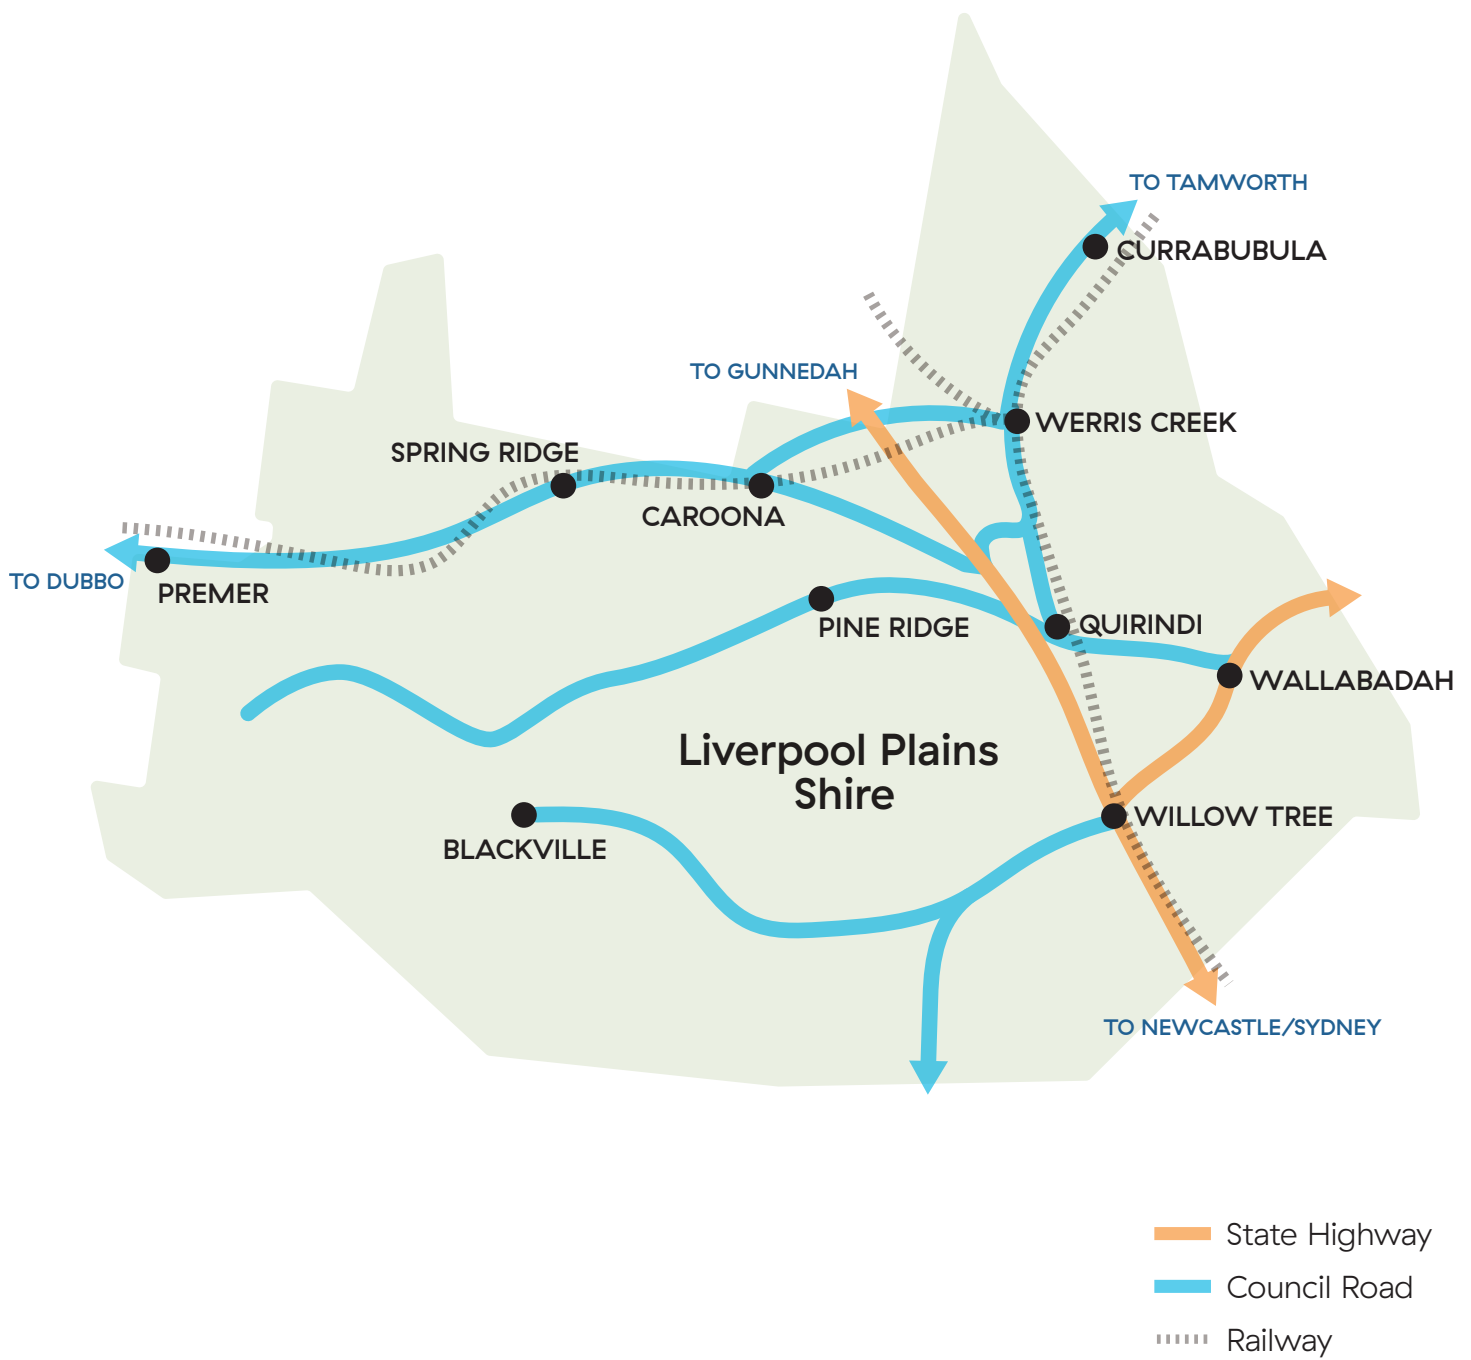 TO TAMWORTH
CURRABUBULA
TO GUNNEDAH
WERRIS CREEK
SPRING RIDGE
CAROONA
TO DUBBO
PREMER
PINE RIDGE
QUIRINDI
WALLABADAH
Liverpool Plains
Shire
WILLOW TREE
BLACKVILLE
TO NEWCASTLE/SYDNEY
State Highway
Council Road
Railway